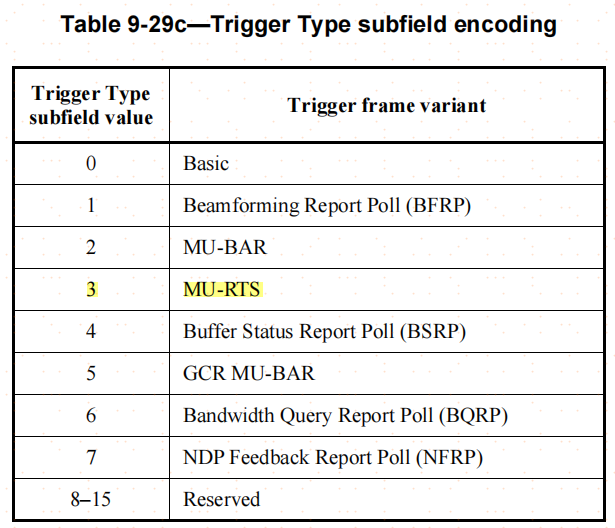 Table 9-29c—Trigger Type subfield encoding
Trigger Type
subfield value
Trigger frame variant
0 Basic
1 Beamforming Report Poll (BFRP)
2 MU-BAR
3 MU-RTS
4 Buffer Status Report Poll (BSRP)
5 GCR MU-BAR
6 Bandwidth Query Report Poll (BQRP)
7 NDP Feedback Report Poll (NFRP)
8–15 Reserved